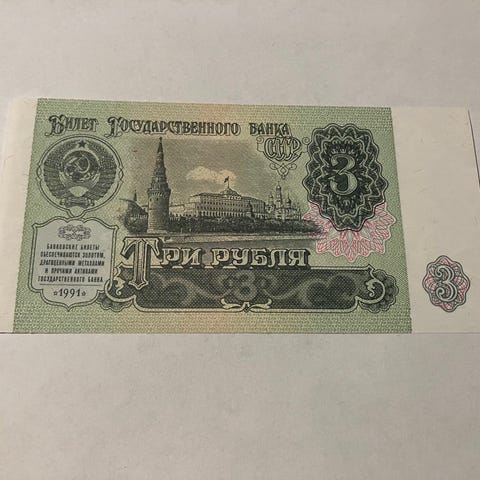 Билет Государственного Банка
СССР
3
Банковские билеты
обеспечиваются золотом,
драгоценными металлами
и прочими активами
Государственного банка
1991
Три рубля
3
3